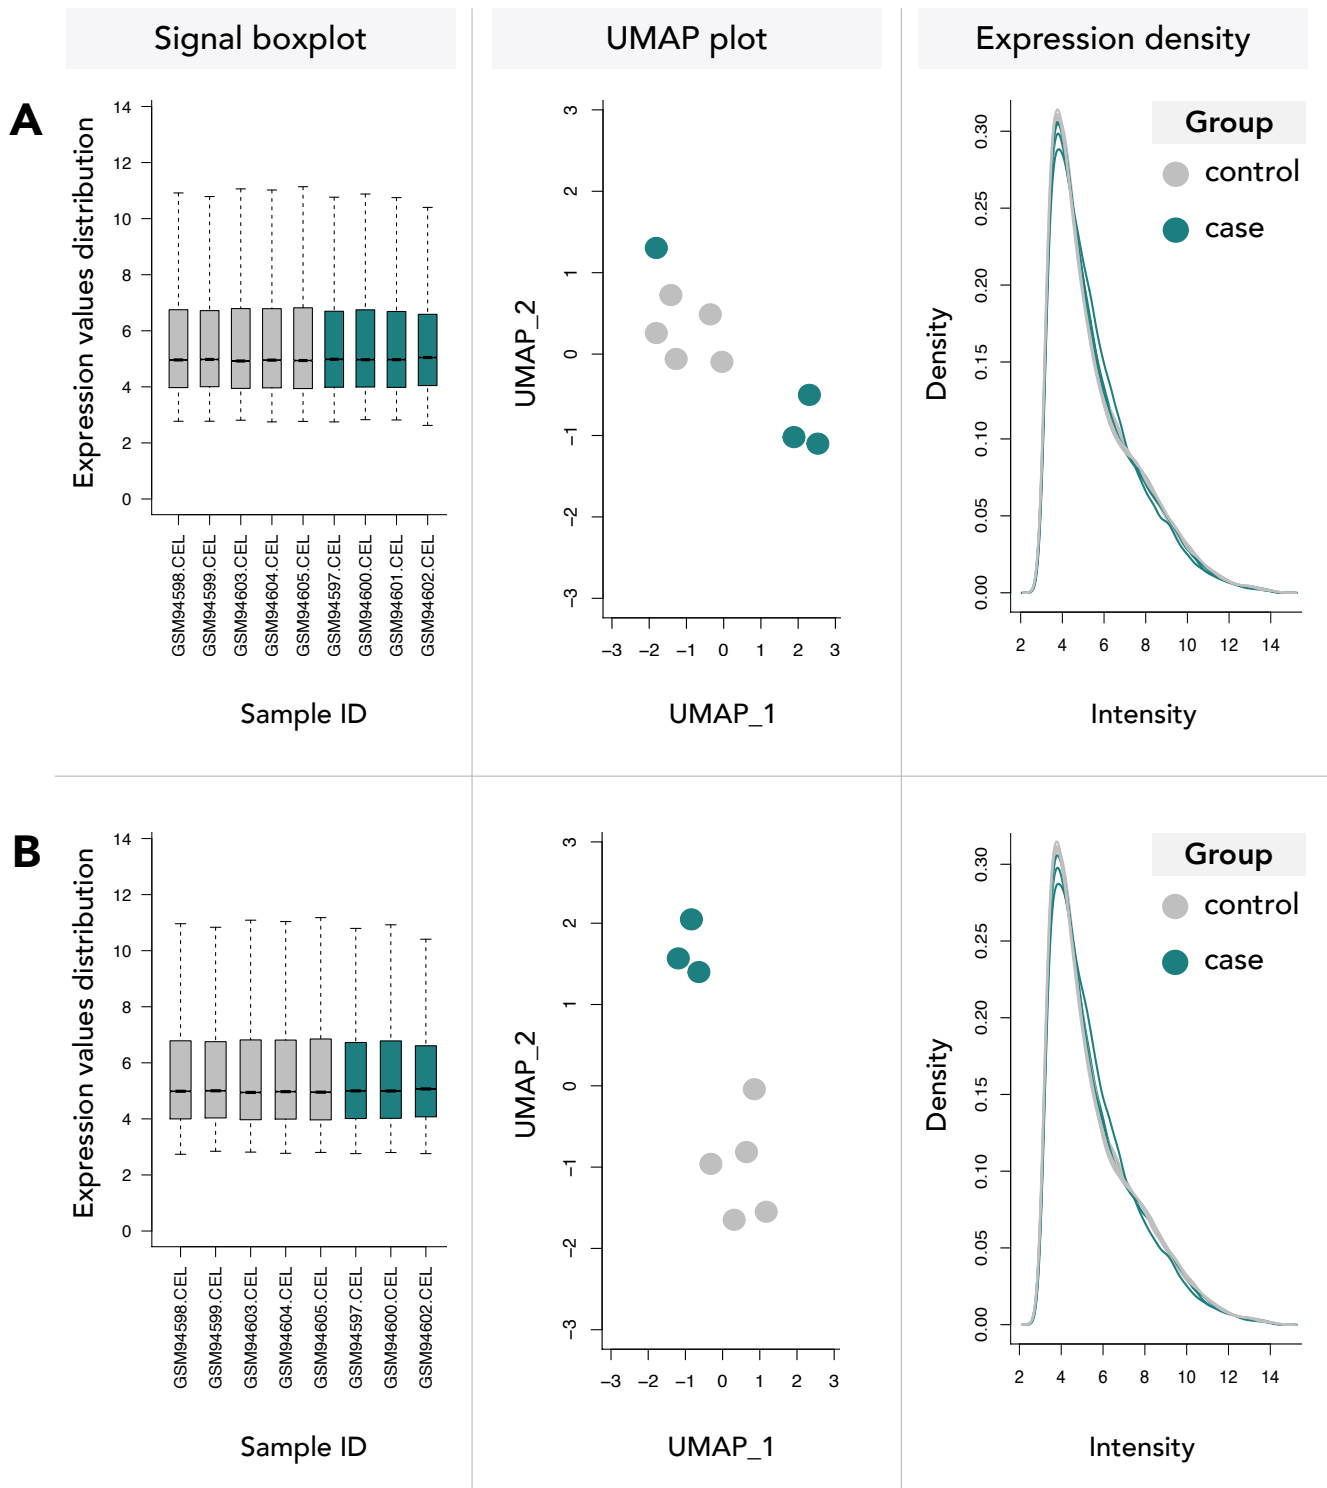 Signal boxplot
UMAP plot
Expression density
A
Expression values distribution
14
12
10
8
6
4
2
0
GSM94598.CEL
GSM94599.CEL
GSM94603.CEL
GSM94604.CEL
GSM94605.CEL
GSM94597.CEL
GSM94600.CEL
GSM94601.CEL
GSM94602.CEL
Sample ID
UMAP_2
3
2
1
0
−1
−2
−3
−3 −2 −1 0 1 2 3
UMAP_1
Density
0.30
0.25
0.20
0.15
0.10
0.05
0.00
2 4 6 8 10 12 14
Intensity
Group
control
case
B
Expression values distribution
14
12
10
8
6
4
2
0
GSM94598.CEL
GSM94599.CEL
GSM94603.CEL
GSM94604.CEL
GSM94605.CEL
GSM94597.CEL
GSM94600.CEL
GSM94602.CEL
Sample ID
UMAP_2
3
2
1
0
−1
−2
−3
−3 −2 −1 0 1 2 3
UMAP_1
Density
0.30
0.25
0.20
0.15
0.10
0.05
0.00
2 4 6 8 10 12 14
Intensity
Group
control
case